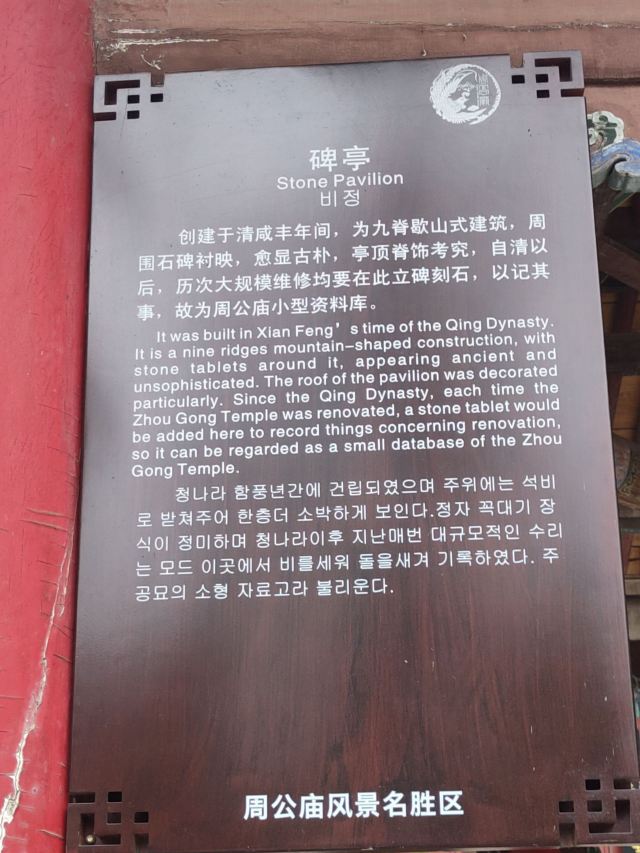 碑亭
Stone Pavilion
비정
创建于清咸丰年间，为九脊歇山式建筑，周
围石碑衬映，愈显古朴，亭顶脊饰考究，自清以
后，历次大规模维修均要在此立碑刻石，以记其
事，故为周公庙小型资料库。
It was built in Xian Feng’s time of the Qing Dynasty.
It is a nine ridges mountain-shaped construction, with
stone tablets around it, appearing ancient and
unsophisticated. The roof of the pavilion was decorated
particularly. Since the Qing Dynasty, each time the
Zhou Gong Temple was renovated, a stone tablet would
be added here to record things concerning renovation,
so it can be regarded as a small database of the Zhou
Gong Temple.
청나라 함풍년간에 건립되였으며 주위에는 석비
로 받쳐주어 한층더 소박하게 보인다.정자 꼭대기 장
식이 정미하며 청나라이후 지난매번 대규모적인 수리
는 모드 이곳에서 비를세워 돌을새겨 기록하였다. 주
공묘의 소형 자료고라 불리운다.
周公庙风景名胜区